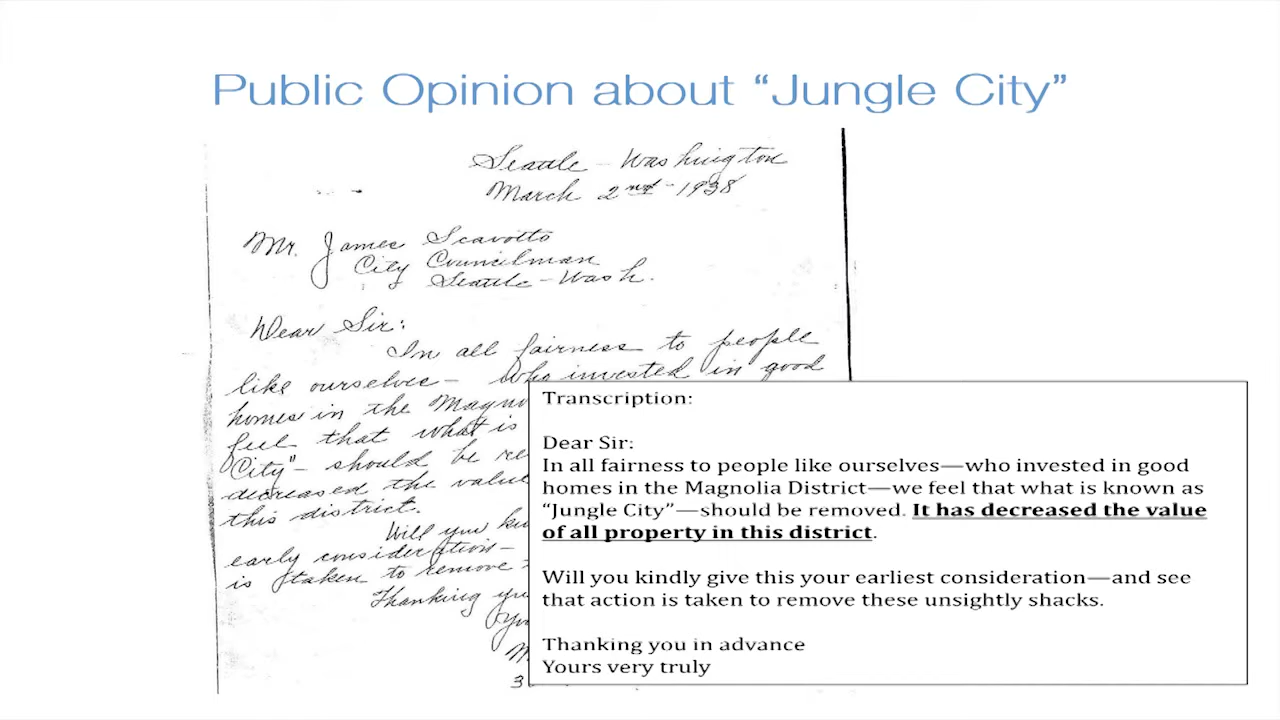 Public Opinion about “Jungle City”
Seattle - Washington
March 2nd - 1938
Mr. James Scavotto
City Councilman
Seattle - Wash.
Dear Sir:
In all fairness to people
like ourselves - who invested in good
homes in the Magno
feel that what is
City" - should be re
decreased the value
this district.
Will you
early consideration -
is taken to remove
Thanking
Transcription:
Dear Sir:
In all fairness to people like ourselves—who invested in good
homes in the Magnolia District—we feel that what is known as
“Jungle City”—should be removed. It has decreased the value
of all property in this district.
Will you kindly give this your earliest consideration—and see
that action is taken to remove these unsightly shacks.
Thanking you in advance
Yours very truly